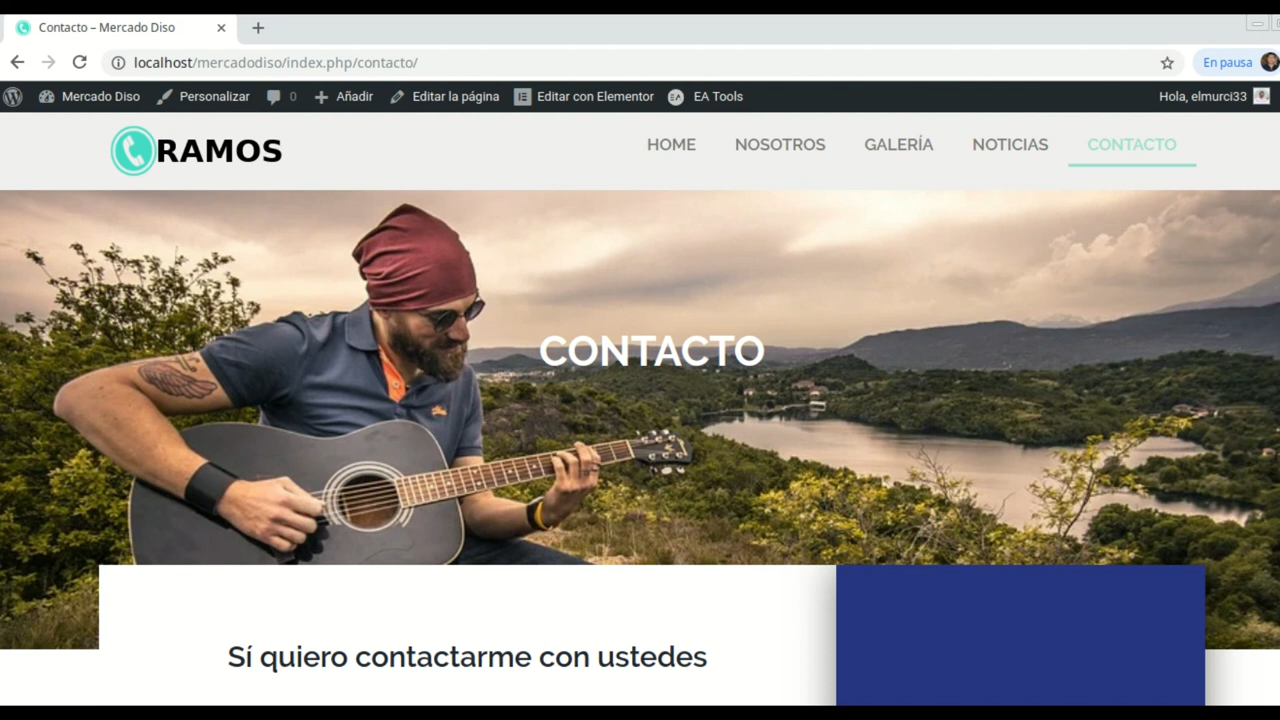 Contacto – Mercado Diso
localhost/mercadodiso/index.php/contacto/
En pausa
Mercado Diso Personalizar 0 Añadir Editar la página Editar con Elementor EA EA Tools Hola, elmurci33
RAMOS HOME NOSOTROS GALERÍA NOTICIAS CONTACTO
CONTACTO
Sí quiero contactarme con ustedes